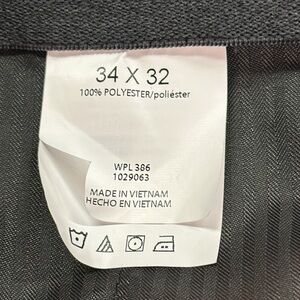 34 X 32
100% POLYESTER/poliéster
WPL 386
1029063
MADE IN VIETNAM
HECHO EN VIETNAM